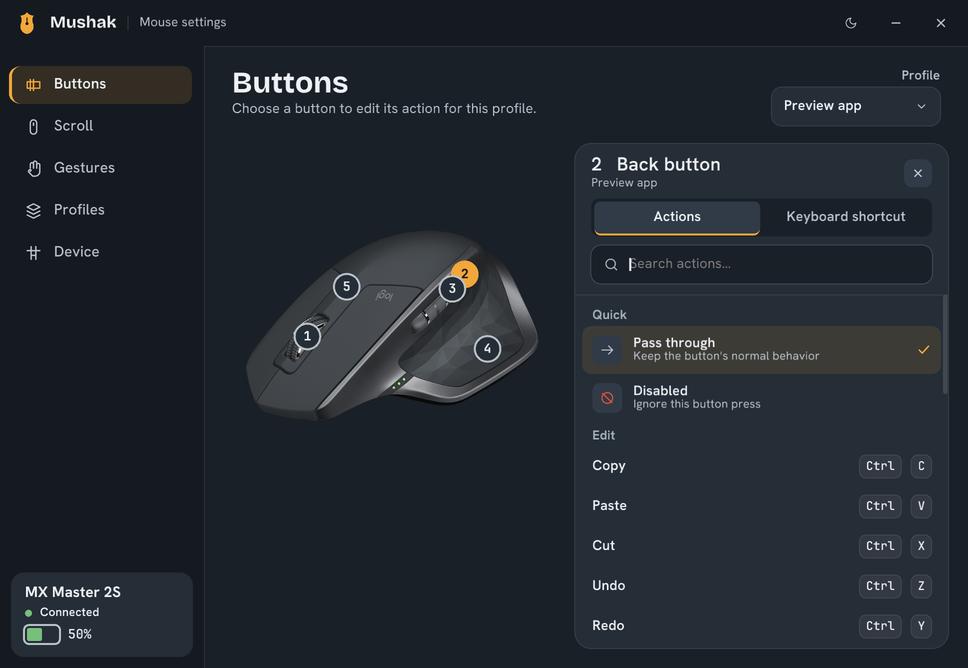 Mushak
Mouse settings
Buttons
Scroll
Gestures
Profiles
Device
MX Master 2S
Connected
50%
Buttons
Choose a button to edit its action for this profile.
Profile
Preview app
5
logi
2
3
1
4
2 Back button
Preview app
Actions
Keyboard shortcut
Search actions...
Quick
Pass through
Keep the button's normal behavior
Disabled
Ignore this button press
Edit
Copy Ctrl C
Paste Ctrl V
Cut Ctrl X
Undo Ctrl Z
Redo Ctrl Y